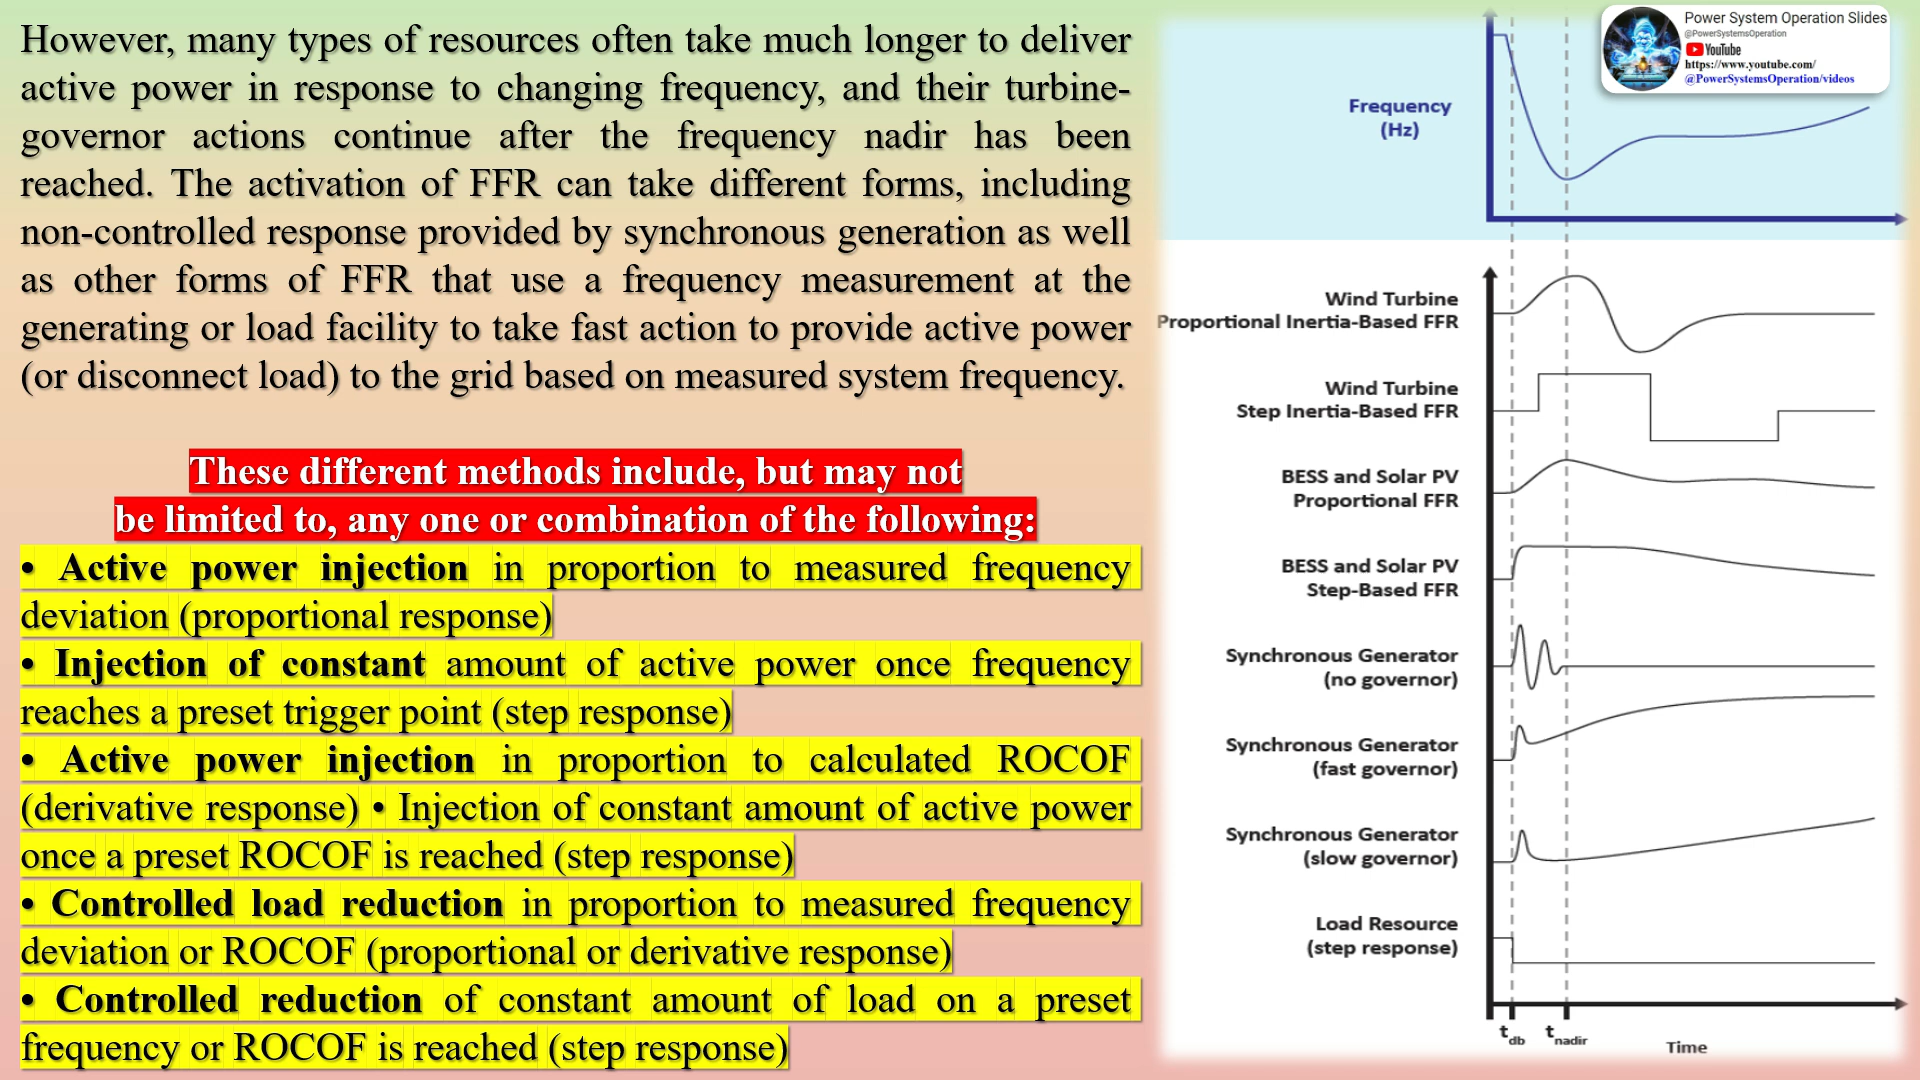 However, many types of resources often take much longer to deliver
active power in response to changing frequency, and their turbine-
governor actions continue after the frequency nadir has been
reached. The activation of FFR can take different forms, including
non-controlled response provided by synchronous generation as well
as other forms of FFR that use a frequency measurement at the
generating or load facility to take fast action to provide active power
(or disconnect load) to the grid based on measured system frequency.
These different methods include, but may not
be limited to, any one or combination of the following:
• Active power injection in proportion to measured frequency
deviation (proportional response)
• Injection of constant amount of active power once frequency
reaches a preset trigger point (step response)
• Active power injection in proportion to calculated ROCOF
(derivative response) • Injection of constant amount of active power
once a preset ROCOF is reached (step response)
• Controlled load reduction in proportion to measured frequency
deviation or ROCOF (proportional or derivative response)
• Controlled reduction of constant amount of load on a preset
frequency or ROCOF is reached (step response)
Power System Operation Slides
@PowerSystemsOperation
YouTube
https://www.youtube.com/
@PowerSystemsOperation/videos
Frequency
(Hz)
Wind Turbine
Proportional Inertia-Based FFR
Wind Turbine
Step Inertia-Based FFR
BESS and Solar PV
Proportional FFR
BESS and Solar PV
Step-Based FFR
Synchronous Generator
(no governor)
Synchronous Generator
(fast governor)
Synchronous Generator
(slow governor)
Load Resource
(step response)
t db
t nadir
Time